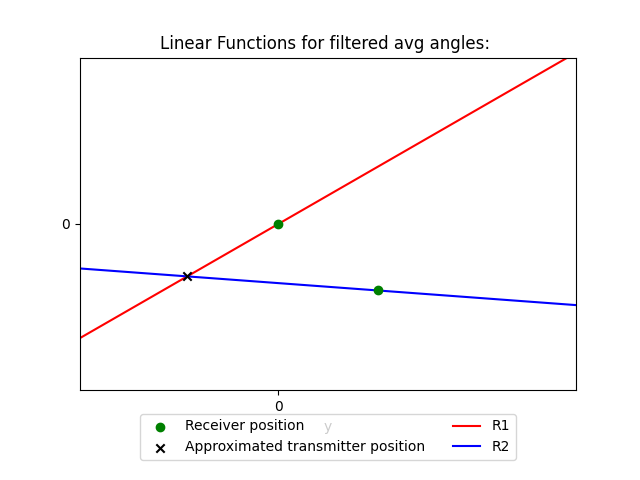 Linear Functions for filtered avg angles:
0
0
y
Receiver position
Approximated transmitter position
R1
R2